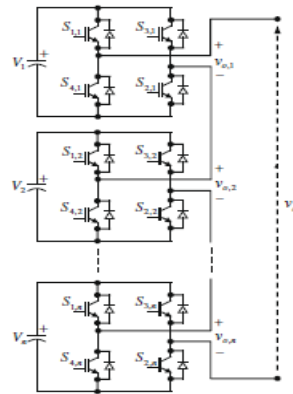 S1,1 S3,1
V1 + +
vo,1
−
S4,1 S2,1
S1,2 S3,2
V2 + +
vo,2
−
S4,2 S2,2
S1,n S3,n
Vn + +
vo,n
−
S4,n S2,n